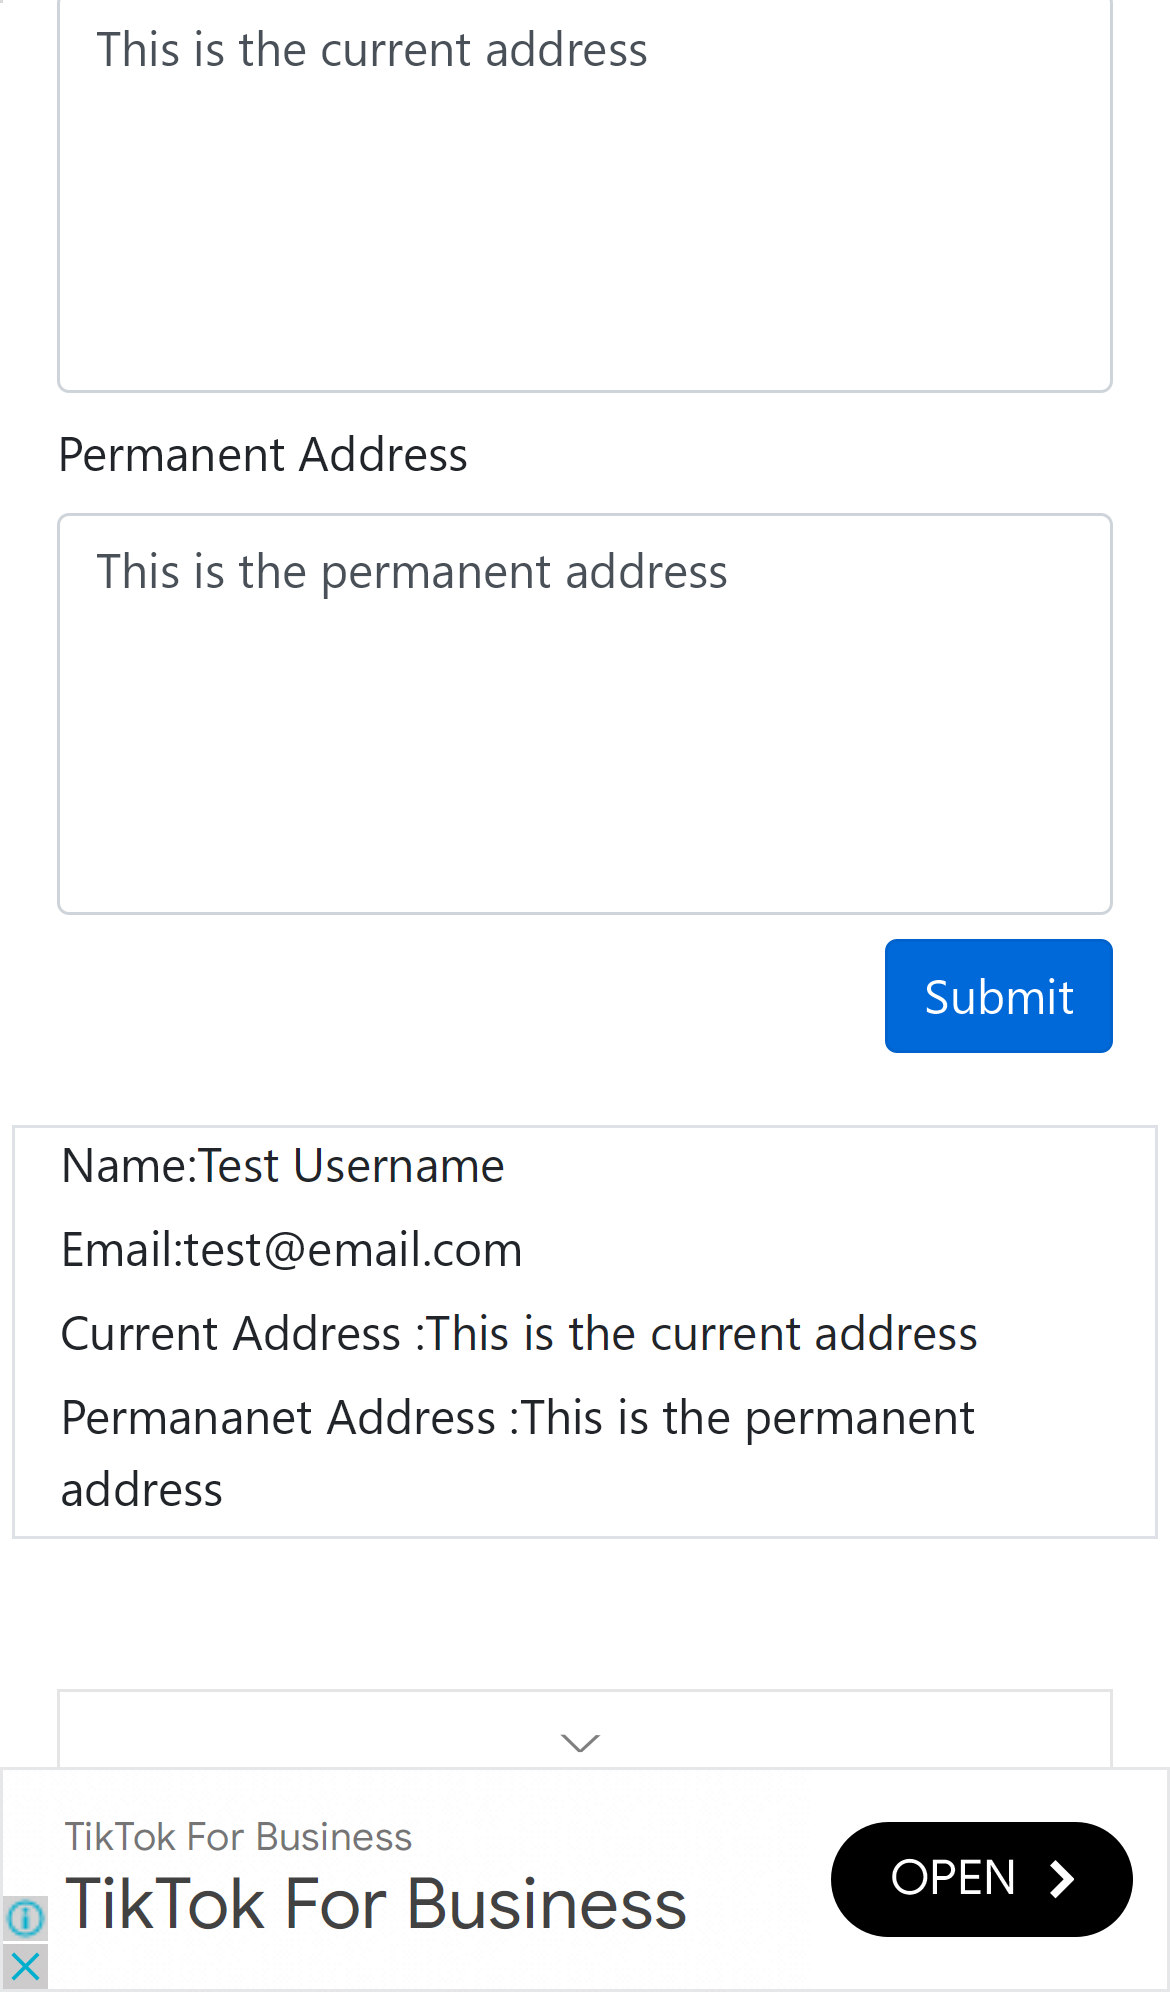 This is the current address
Permanent Address
This is the permanent address
Submit
Name:Test Username
Email:test@email.com
Current Address :This is the current address
Permananet Address :This is the permanent
address
TikTok For Business
TikTok For Business
OPEN